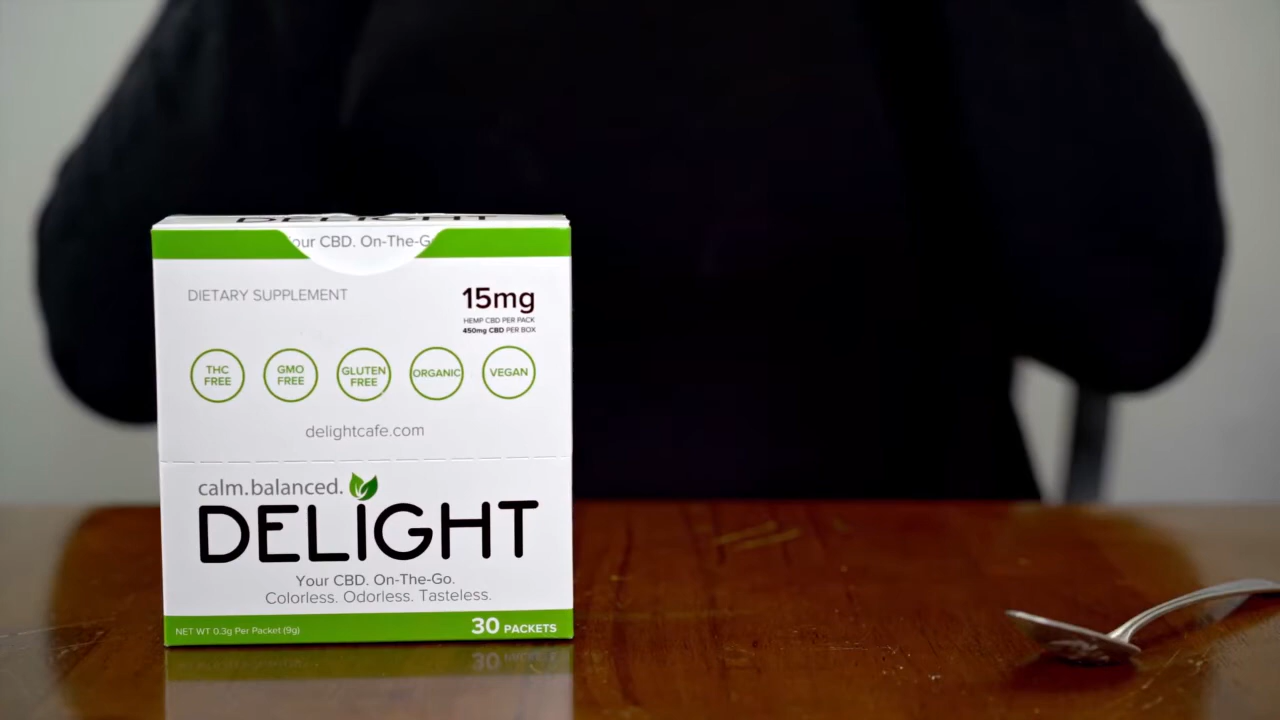 DELIGHT
Your CBD. On-The-G
DIETARY SUPPLEMENT
15mg
HEMP CBD PER PACK
450mg CBD PER BOX
THC
FREE
GMO
FREE
GLUTEN
FREE
ORGANIC
VEGAN
delightcafe.com
calm.balanced.
DELIGHT
Your CBD. On-The-Go.
Colorless. Odorless. Tasteless.
NET WT 0.3g Per Packet (9g)
30 PACKETS